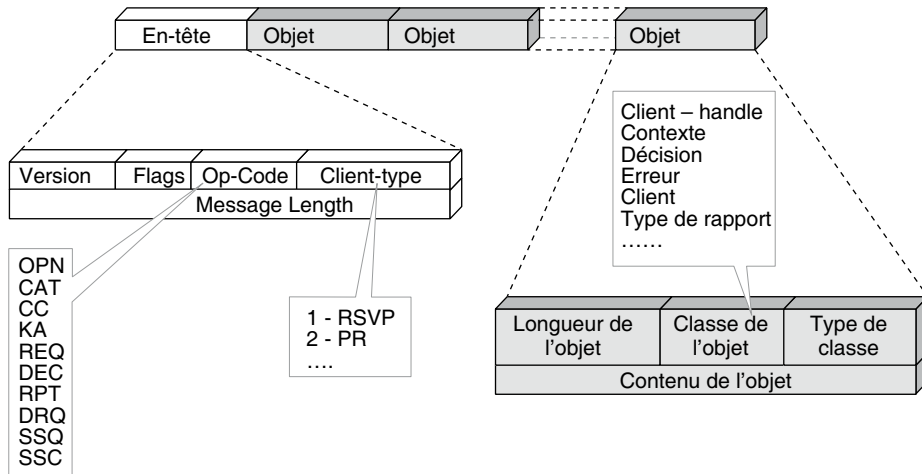 En-tête
Objet
Objet
Objet
Client – handle
Contexte
Décision
Erreur
Client
Type de rapport
......
Version
Flags
Op-Code
Client-type
Message Length
OPN
CAT
CC
KA
REQ
DEC
RPT
DRQ
SSQ
SSC
1 - RSVP
2 - PR
....
Longueur de
l'objet
Classe de
l'objet
Type de
classe
Contenu de l'objet